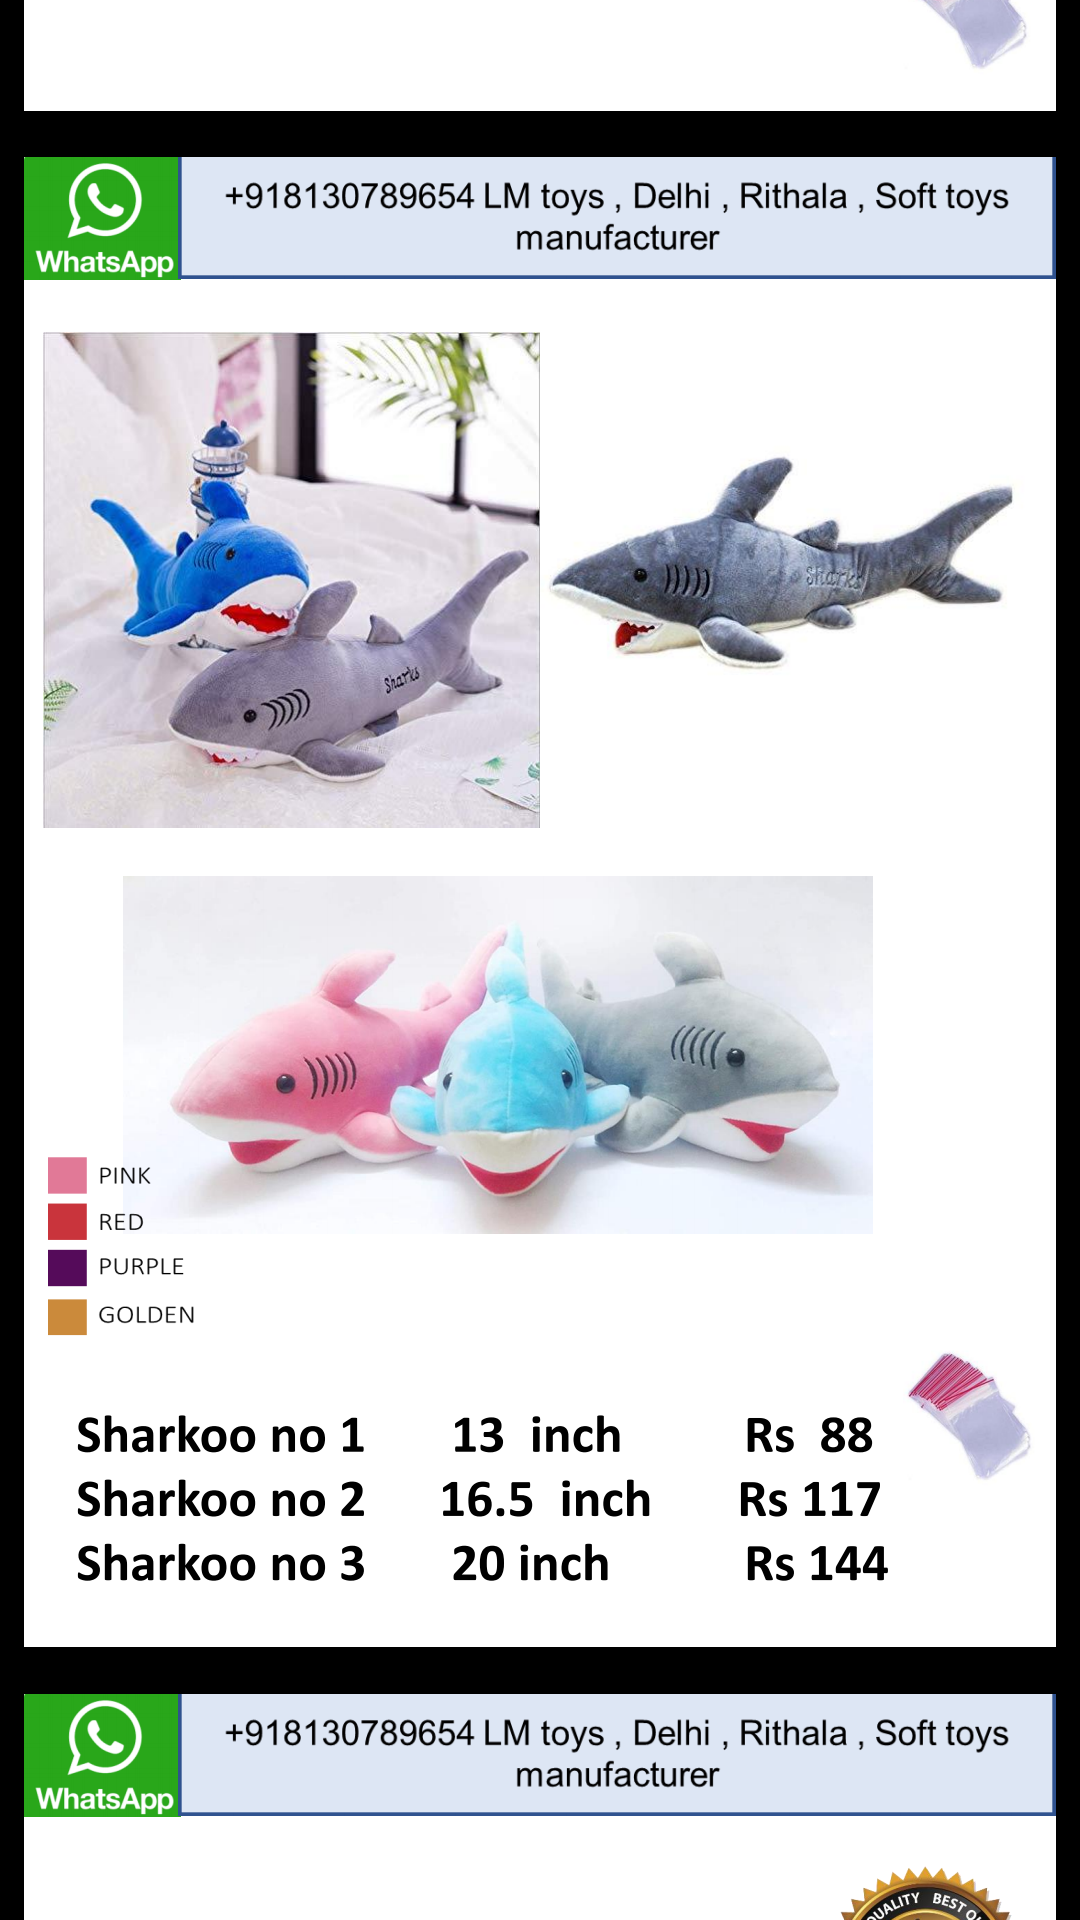 WhatsApp
+918130789654 LM toys , Delhi , Rithala , Soft toys
manufacturer
Sharks
Sharks
PINK
RED
PURPLE
GOLDEN
Sharkoo no 1 13 inch Rs 88
Sharkoo no 2 16.5 inch Rs 117
Sharkoo no 3 20 inch Rs 144
WhatsApp
+918130789654 LM toys , Delhi , Rithala , Soft toys
manufacturer
QUALITY BEST